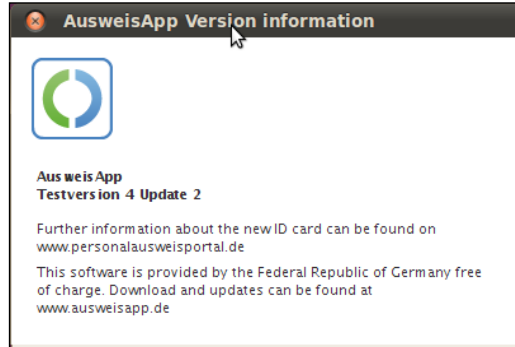 AusweisApp Version information
AusweisApp
Testversion 4 Update 2
Further information about the new ID card can be found on
www.personalausweisportal.de
This software is provided by the Federal Republic of Germany free
of charge. Download and updates can be found at
www.ausweisapp.de